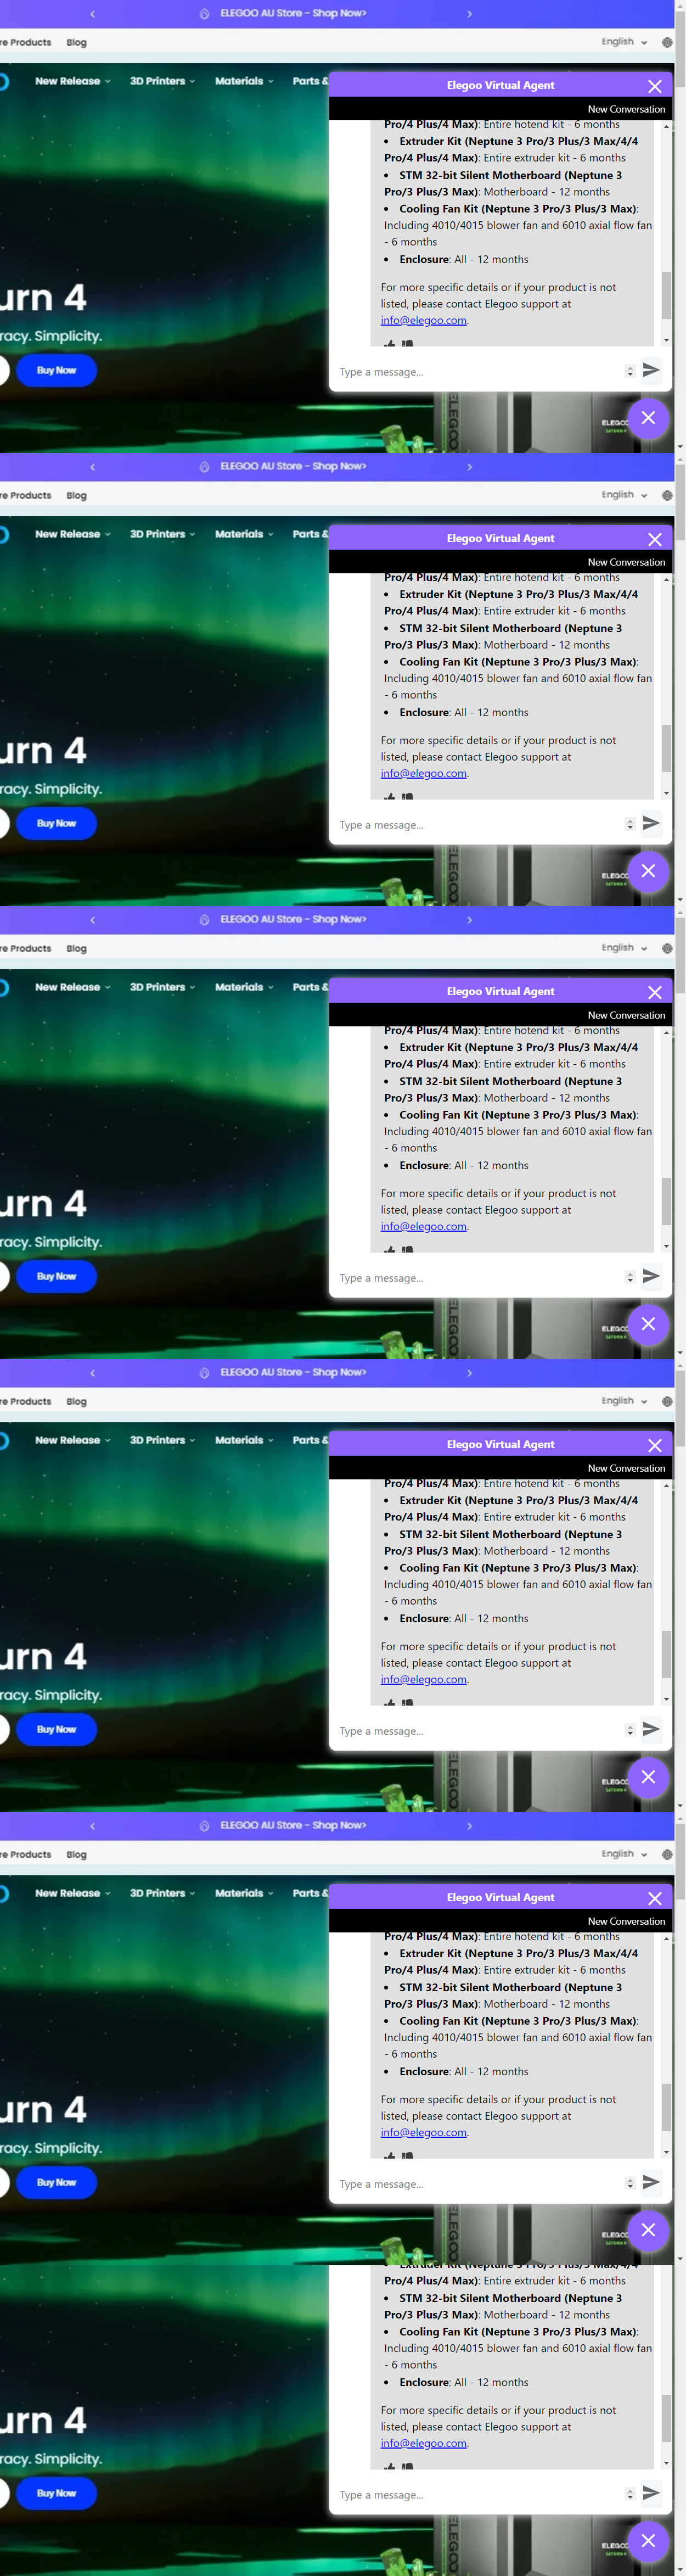 ELEGOO AU Store - Shop Now>
re Products Blog English
New Release 3D Printers Materials Parts &
Elegoo Virtual Agent
New Conversation
Pro/4 Plus/4 Max): Entire hotend kit - 6 months
• Extruder Kit (Neptune 3 Pro/3 Plus/3 Max/4/4
Pro/4 Plus/4 Max): Entire extruder kit - 6 months
• STM 32-bit Silent Motherboard (Neptune 3
Pro/3 Plus/3 Max): Motherboard - 12 months
• Cooling Fan Kit (Neptune 3 Pro/3 Plus/3 Max):
Including 4010/4015 blower fan and 6010 axial flow fan
- 6 months
• Enclosure: All - 12 months
For more specific details or if your product is not
listed, please contact Elegoo support at
info@elegoo.com.
urn 4
racy. Simplicity.
Buy Now
Type a message...
ELEGOO
ELEGOO
SATURN 4
ELEGOO AU Store - Shop Now>
re Products Blog English
New Release 3D Printers Materials Parts &
Elegoo Virtual Agent
New Conversation
Pro/4 Plus/4 Max): Entire hotend kit - 6 months
• Extruder Kit (Neptune 3 Pro/3 Plus/3 Max/4/4
Pro/4 Plus/4 Max): Entire extruder kit - 6 months
• STM 32-bit Silent Motherboard (Neptune 3
Pro/3 Plus/3 Max): Motherboard - 12 months
• Cooling Fan Kit (Neptune 3 Pro/3 Plus/3 Max):
Including 4010/4015 blower fan and 6010 axial flow fan
- 6 months
• Enclosure: All - 12 months
For more specific details or if your product is not
listed, please contact Elegoo support at
info@elegoo.com.
urn 4
racy. Simplicity.
Buy Now
Type a message...
ELEGOO
ELEGOO
SATURN 4
ELEGOO AU Store - Shop Now>
re Products Blog English
New Release 3D Printers Materials Parts &
Elegoo Virtual Agent
New Conversation
Pro/4 Plus/4 Max): Entire hotend kit - 6 months
• Extruder Kit (Neptune 3 Pro/3 Plus/3 Max/4/4
Pro/4 Plus/4 Max): Entire extruder kit - 6 months
• STM 32-bit Silent Motherboard (Neptune 3
Pro/3 Plus/3 Max): Motherboard - 12 months
• Cooling Fan Kit (Neptune 3 Pro/3 Plus/3 Max):
Including 4010/4015 blower fan and 6010 axial flow fan
- 6 months
• Enclosure: All - 12 months
For more specific details or if your product is not
listed, please contact Elegoo support at
info@elegoo.com.
urn 4
racy. Simplicity.
Buy Now
Type a message...
ELEGOO
ELEGOO
SATURN 4
ELEGOO AU Store - Shop Now>
re Products Blog English
New Release 3D Printers Materials Parts &
Elegoo Virtual Agent
New Conversation
Pro/4 Plus/4 Max): Entire hotend kit - 6 months
• Extruder Kit (Neptune 3 Pro/3 Plus/3 Max/4/4
Pro/4 Plus/4 Max): Entire extruder kit - 6 months
• STM 32-bit Silent Motherboard (Neptune 3
Pro/3 Plus/3 Max): Motherboard - 12 months
• Cooling Fan Kit (Neptune 3 Pro/3 Plus/3 Max):
Including 4010/4015 blower fan and 6010 axial flow fan
- 6 months
• Enclosure: All - 12 months
For more specific details or if your product is not
listed, please contact Elegoo support at
info@elegoo.com.
urn 4
racy. Simplicity.
Buy Now
Type a message...
ELEGOO
ELEGOO
SATURN 4
ELEGOO AU Store - Shop Now>
re Products Blog English
New Release 3D Printers Materials Parts &
Elegoo Virtual Agent
New Conversation
Pro/4 Plus/4 Max): Entire hotend kit - 6 months
• Extruder Kit (Neptune 3 Pro/3 Plus/3 Max/4/4
Pro/4 Plus/4 Max): Entire extruder kit - 6 months
• STM 32-bit Silent Motherboard (Neptune 3
Pro/3 Plus/3 Max): Motherboard - 12 months
• Cooling Fan Kit (Neptune 3 Pro/3 Plus/3 Max):
Including 4010/4015 blower fan and 6010 axial flow fan
- 6 months
• Enclosure: All - 12 months
For more specific details or if your product is not
listed, please contact Elegoo support at
info@elegoo.com.
urn 4
racy. Simplicity.
Buy Now
Type a message...
ELEGOO
ELEGOO
SATURN 4
Extruder Kit (Neptune 3 Pro/3 Plus/3 Max/4/4
Pro/4 Plus/4 Max): Entire extruder kit - 6 months
• STM 32-bit Silent Motherboard (Neptune 3
Pro/3 Plus/3 Max): Motherboard - 12 months
• Cooling Fan Kit (Neptune 3 Pro/3 Plus/3 Max):
Including 4010/4015 blower fan and 6010 axial flow fan
- 6 months
• Enclosure: All - 12 months
For more specific details or if your product is not
listed, please contact Elegoo support at
info@elegoo.com.
urn 4
racy. Simplicity.
Buy Now
Type a message...
ELEGOO
ELEGOO
SATURN 4